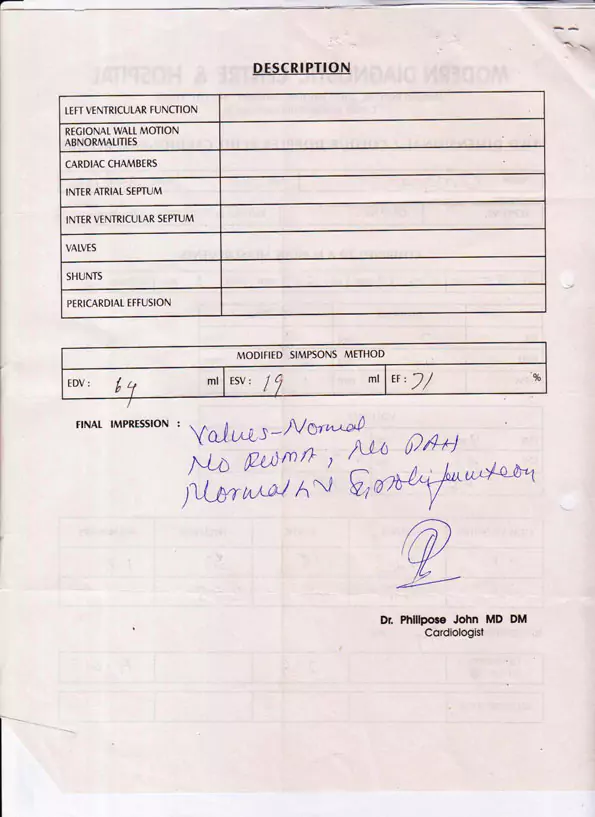 DESCRIPTION
LEFT VENTRICULAR FUNCTION
REGIONAL WALL MOTION
ABNORMALITIES
CARDIAC CHAMBERS
INTER ATRIAL SEPTUM
INTER VENTRICULAR SEPTUM
VALVES
SHUNTS
PERICARDIAL EFFUSION
MODIFIED SIMPSONS METHOD
EDV : 64 ml ESV : 19 ml EF : 71 %
FINAL IMPRESSION : Values-Normal
No RWMA, No PAH
Normal LV Systolic function
Dr. Philipose John MD DM
Cardiologist